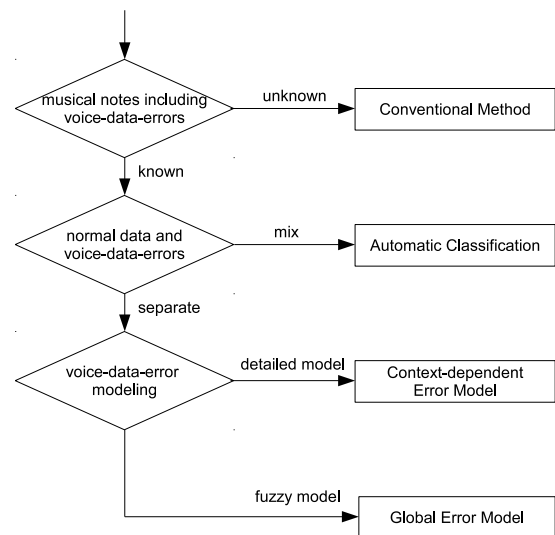 musical notes including
voice-data-errors
unknown
Conventional Method
known
normal data and
voice-data-errors
mix
Automatic Classification
separate
voice-data-error
modeling
detailed model
Context-dependent
Error Model
fuzzy model
Global Error Model